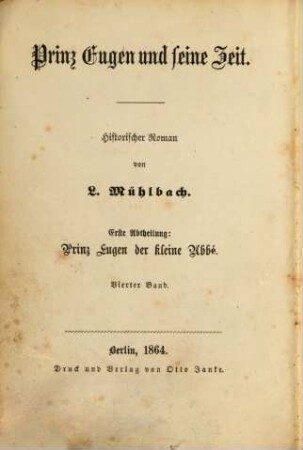 Prinz Eugen und seine Zeit.
Historischer Roman
von
L. Mühlbach.
Erste Abtheilung:
Prinz Eugen der kleine Abbé.
Vierter Band.
Berlin, 1864.
Druck und Verlag von Otto Janke.